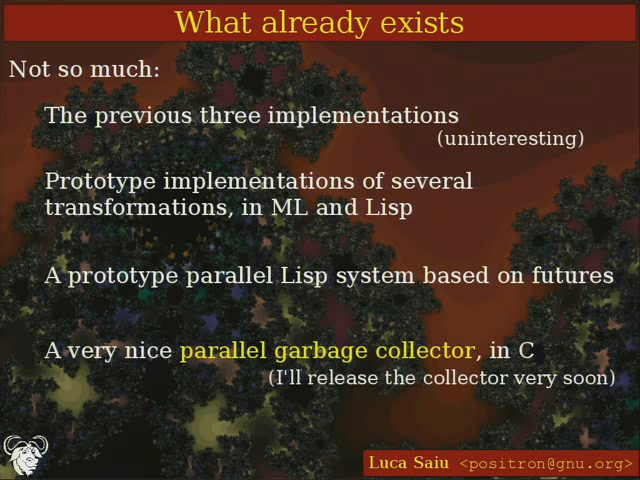 What already exists
Not so much:
The previous three implementations
(uninteresting)
Prototype implementations of several
transformations, in ML and Lisp
A prototype parallel Lisp system based on futures
A very nice parallel garbage collector, in C
(I'll release the collector very soon)
Luca Saiu <positron@gnu.org>